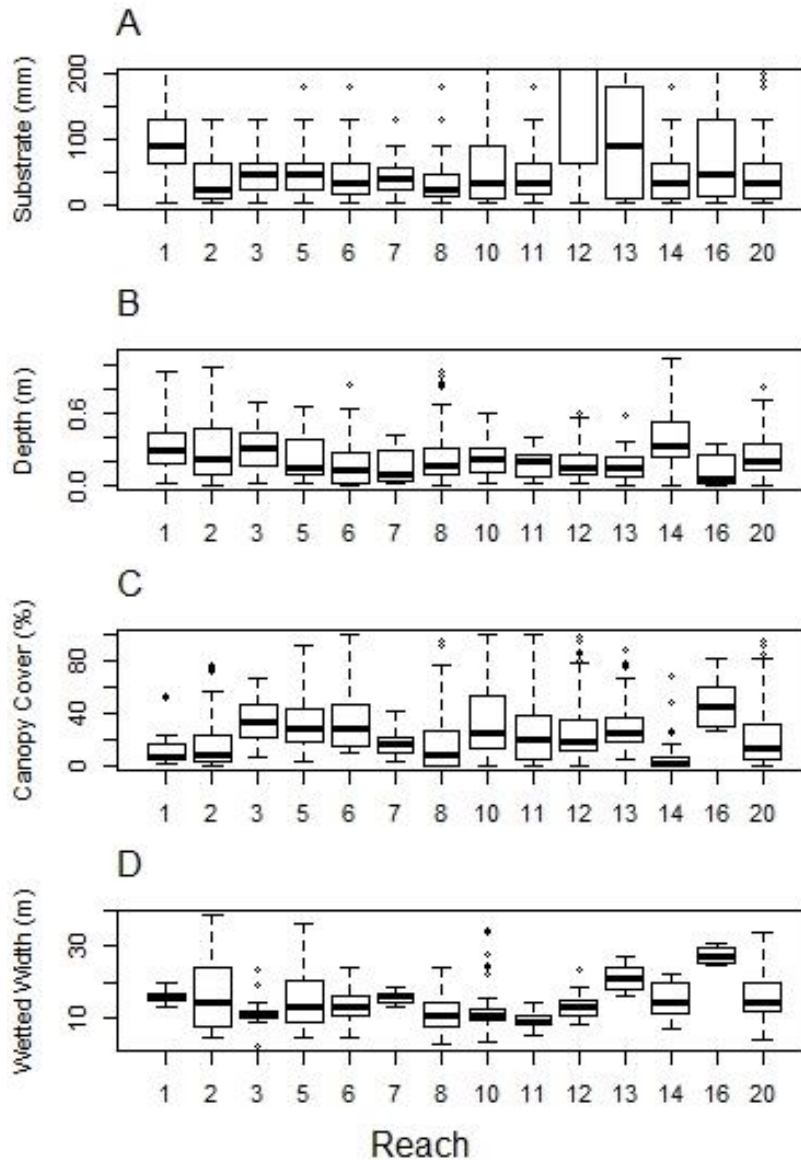 A
Substrate (mm)
0 100 200
1 2 3 5 6 7 8 10 11 12 13 14 16 20
B
Depth (m)
0.0 0.6
1 2 3 5 6 7 8 10 11 12 13 14 16 20
C
Canopy Cover (%)
0 40 80
1 2 3 5 6 7 8 10 11 12 13 14 16 20
D
Wetted Width (m)
10 30
1 2 3 5 6 7 8 10 11 12 13 14 16 20
Reach